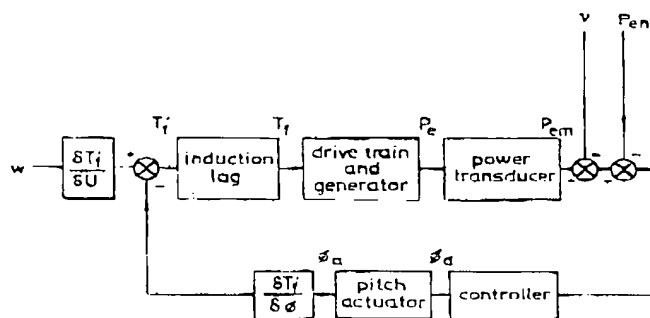 ν P_en
T_f' T_f P_e P_em
w δT_f' / δU + − induction lag drive train and generator power transducer
ϕ_a ϕ_d
δT_f' / δϕ pitch actuator controller